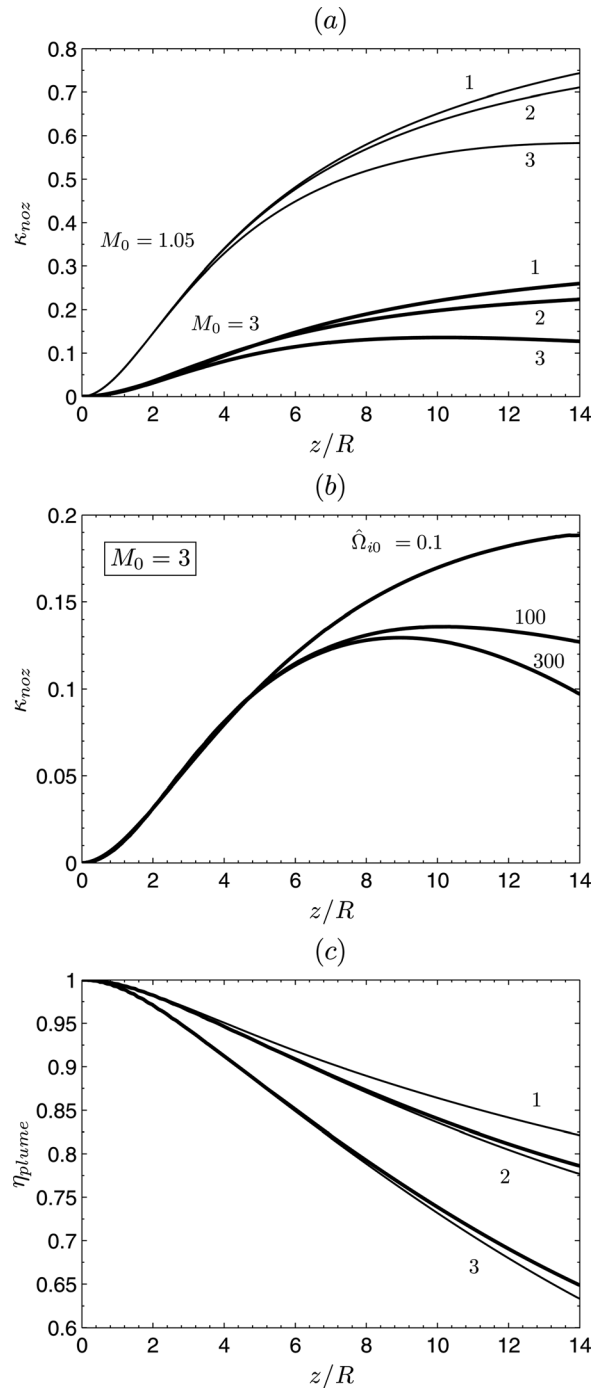 (a)
0.8
0.7
0.6
0.5
0.4
0.3
0.2
0.1
0
κnoz
M0 = 1.05
M0 = 3
1
2
3
1
2
3
0 2 4 6 8 10 12 14
z/R
(b)
0.2
0.15
0.1
0.05
0
κnoz
M0 = 3
Ω̂i0 = 0.1
100
300
0 2 4 6 8 10 12 14
z/R
(c)
1
0.95
0.9
0.85
0.8
0.75
0.7
0.65
0.6
ηplume
1
2
3
0 2 4 6 8 10 12 14
z/R